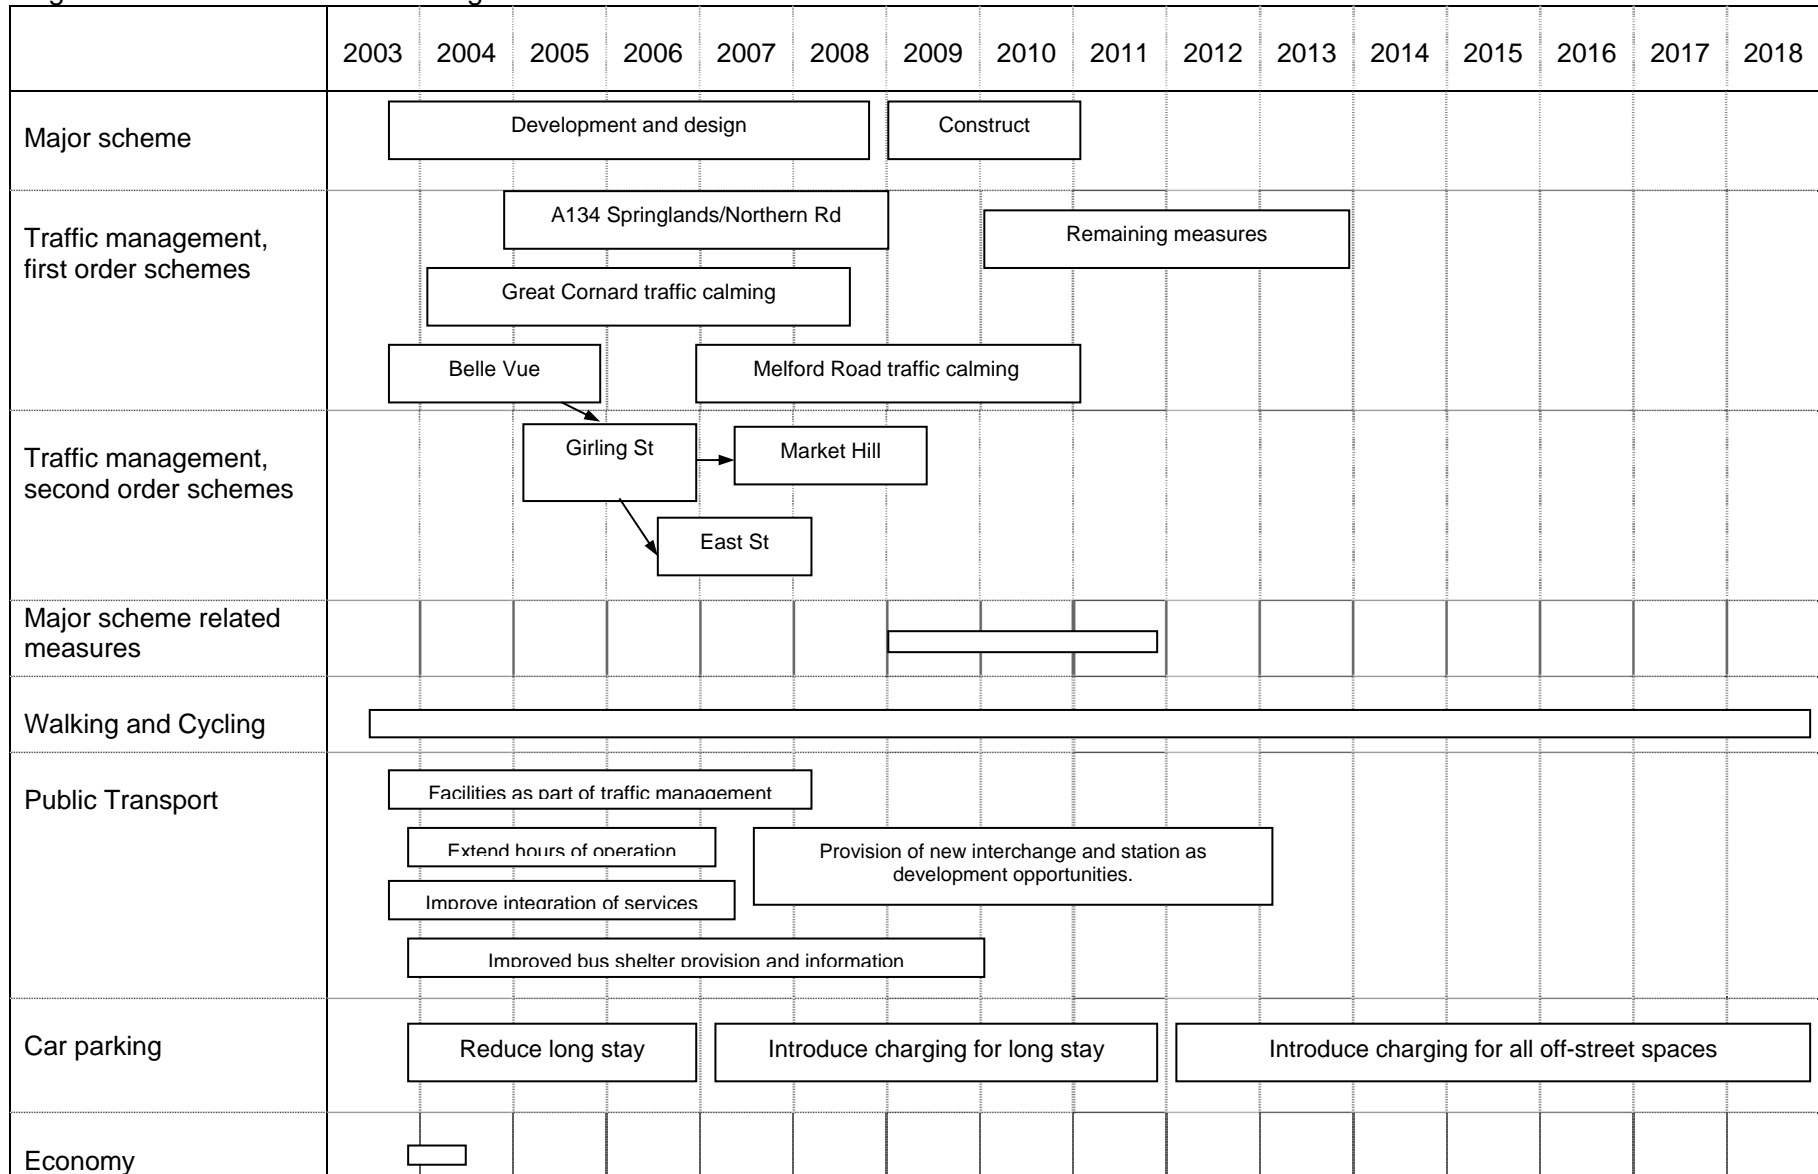 2003 2004 2005 2006 2007 2008 2009 2010 2011 2012 2013 2014 2015 2016 2017 2018
Major scheme
Development and design
Construct
Traffic management,
first order schemes
A134 Springlands/Northern Rd
Remaining measures
Great Cornard traffic calming
Belle Vue
Melford Road traffic calming
Traffic management,
second order schemes
Girling St
Market Hill
East St
Major scheme related
measures
Walking and Cycling
Public Transport
Facilities as part of traffic management
Extend hours of operation
Provision of new interchange and station as
development opportunities.
Improve integration of services
Improved bus shelter provision and information
Car parking
Reduce long stay
Introduce charging for long stay
Introduce charging for all off-street spaces
Economy